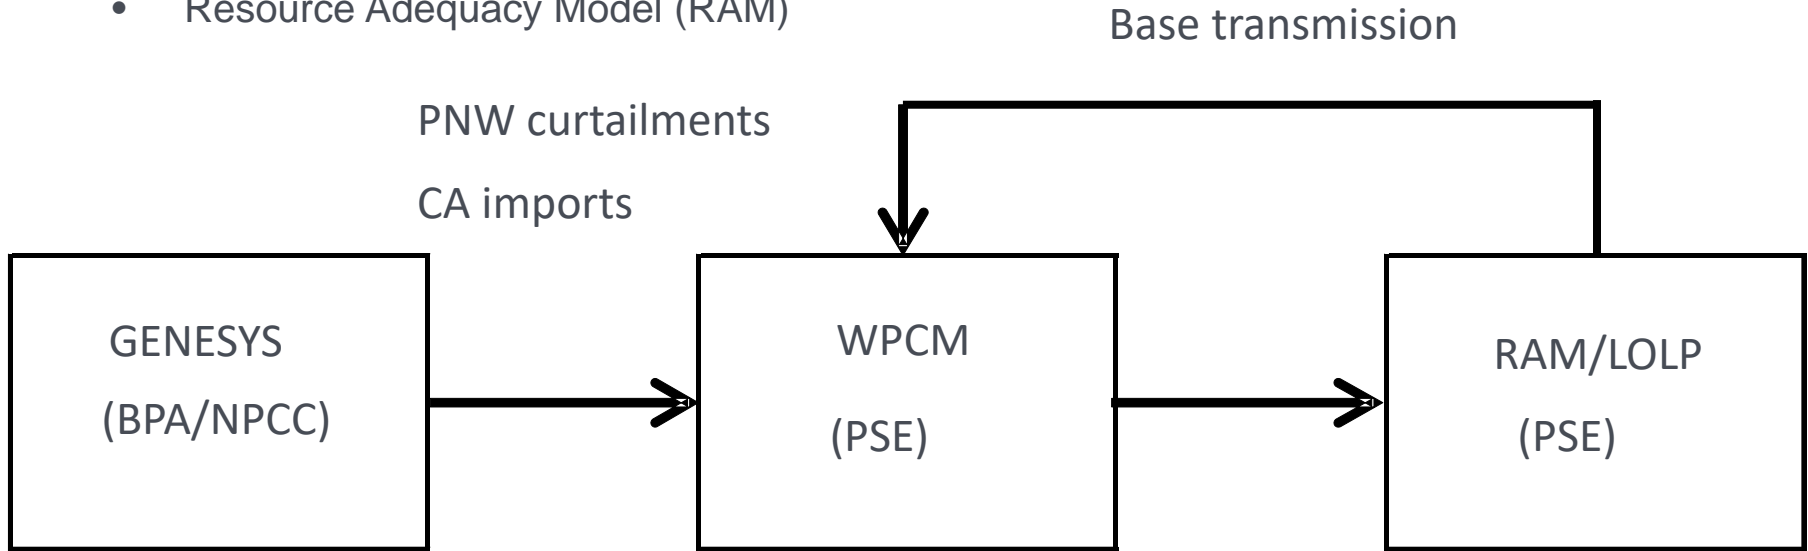 • Resource Adequacy Model (RAM)
Base transmission
PNW curtailments
CA imports
GENESYS
(BPA/NPCC)
WPCM
(PSE)
RAM/LOLP
(PSE)